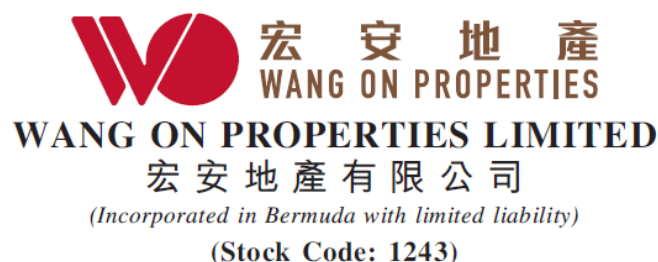 宏安地產
WANG ON PROPERTIES
WANG ON PROPERTIES LIMITED
宏安地產有限公司
(Incorporated in Bermuda with limited liability)
(Stock Code: 1243)